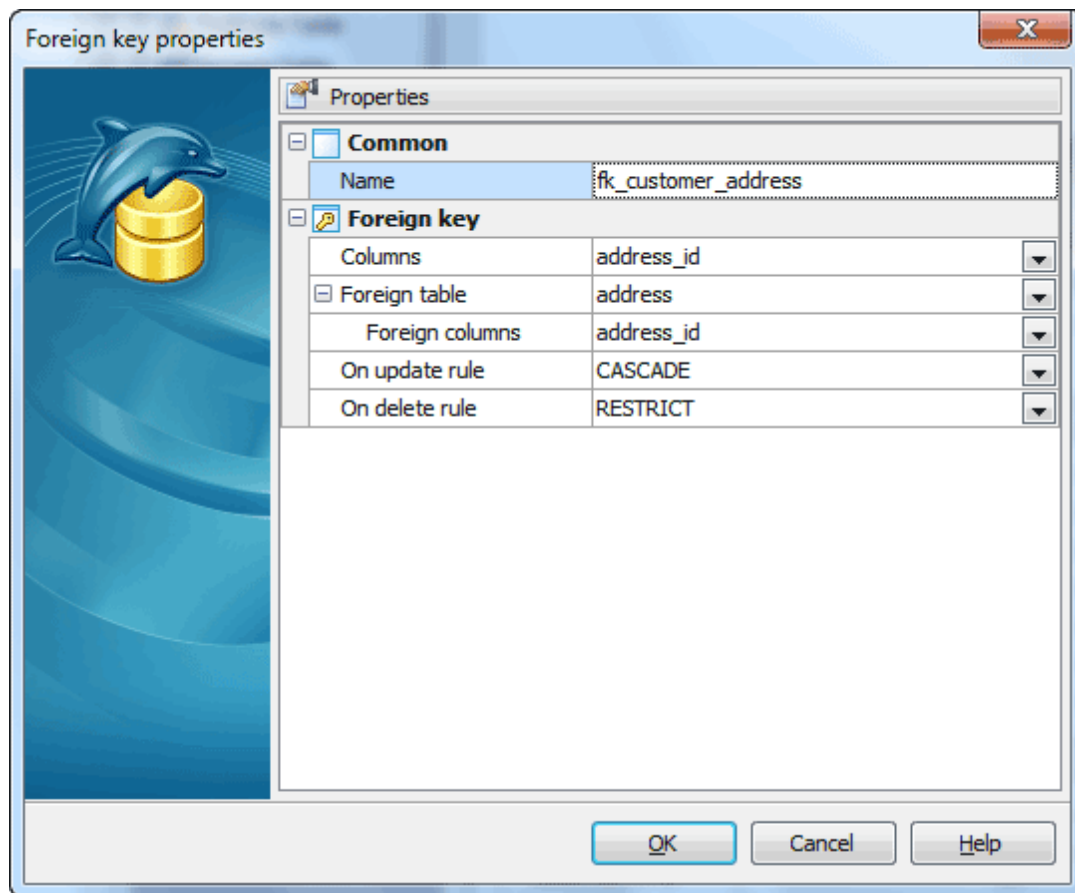 Foreign key properties
Properties
Common
Name fk_customer_address
Foreign key
Columns address_id
Foreign table address
Foreign columns address_id
On update rule CASCADE
On delete rule RESTRICT
OK Cancel Help